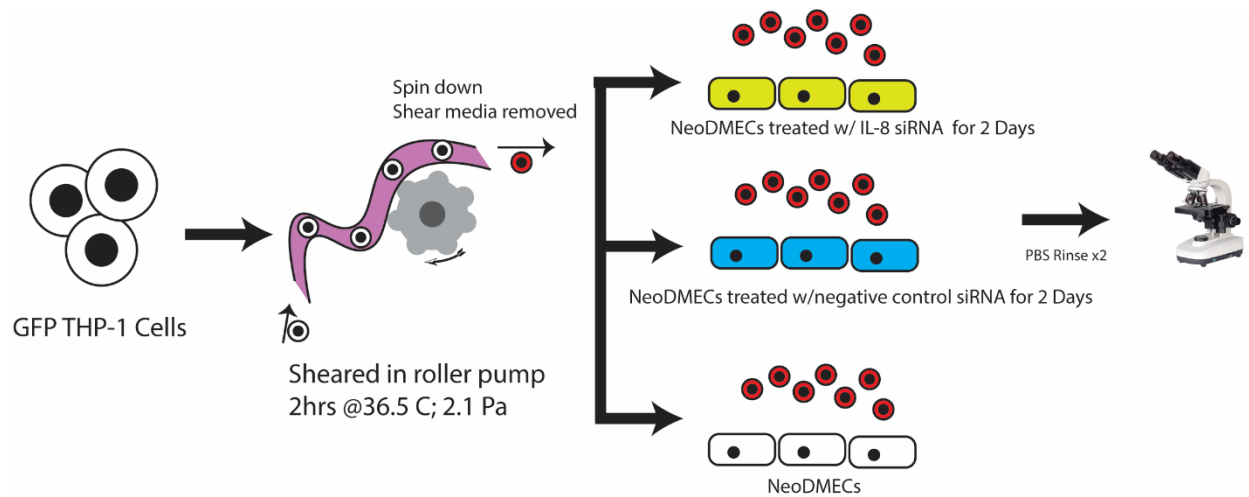 GFP THP-1 Cells
Sheared in roller pump
2hrs @36.5 C; 2.1 Pa
Spin down
Shear media removed
NeoDMECs treated w/ IL-8 siRNA for 2 Days
NeoDMECs treated w/negative control siRNA for 2 Days
NeoDMECs
PBS Rinse x2